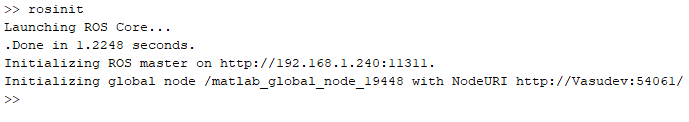 >> rosinit
Launching ROS Core...
.Done in 1.2248 seconds.
Initializing ROS master on http://192.168.1.240:11311.
Initializing global node /matlab_global_node_19448 with NodeURI http://Vasudev:54061/
>>